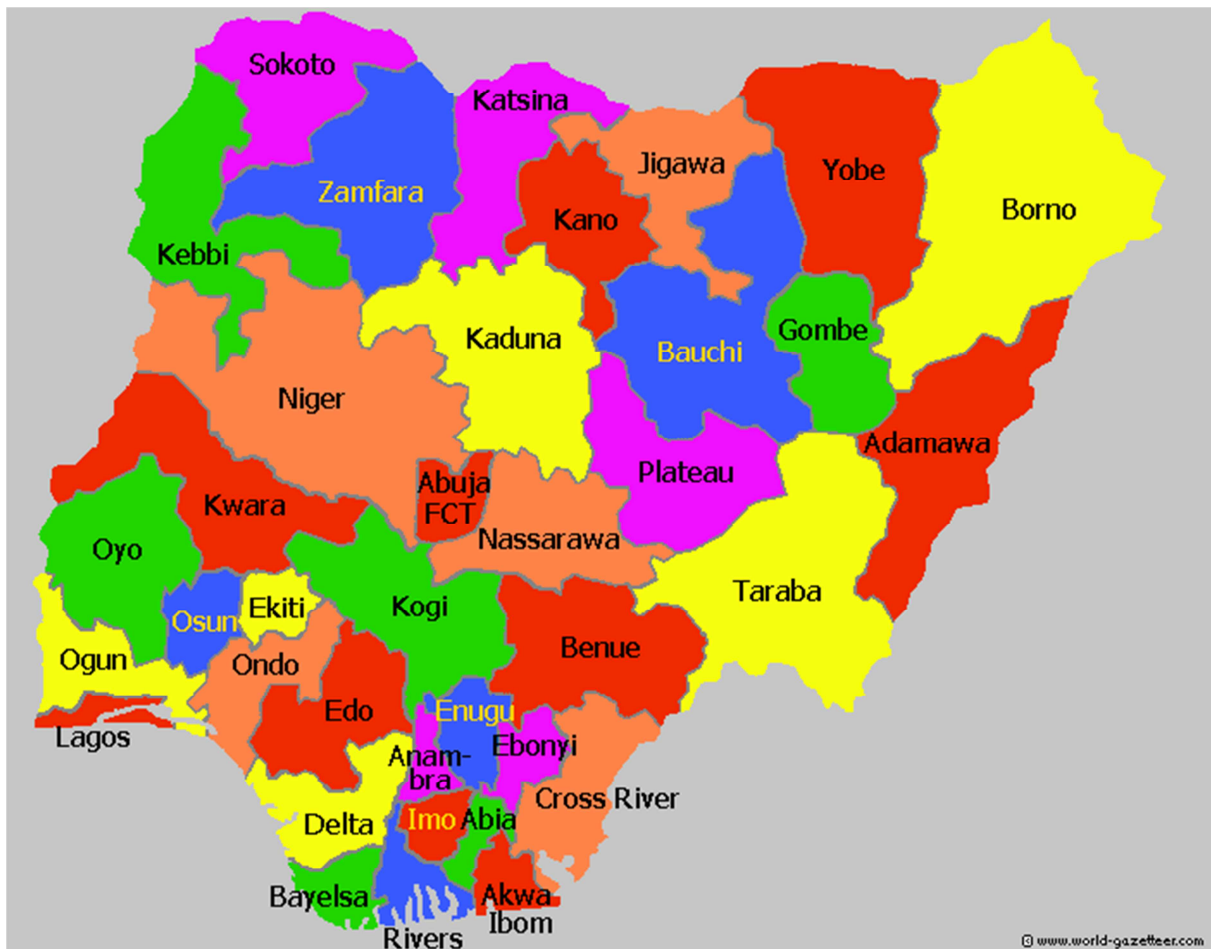 Sokoto
Katsina
Zamfara
Jigawa
Yobe
Kano
Borno
Kebbi
Kaduna
Gombe
Bauchi
Niger
Adamawa
Plateau
Abuja
FCT
Kwara
Nassarawa
Oyo
Taraba
Ekiti
Kogi
Osun
Benue
Ogun
Ondo
Edo
Enugu
Lagos
Ebonyi
Anam-
bra
Cross River
Delta
Imo
Abia
Bayelsa
Akwa
Ibom
Rivers
© www.world-gazetteer.com